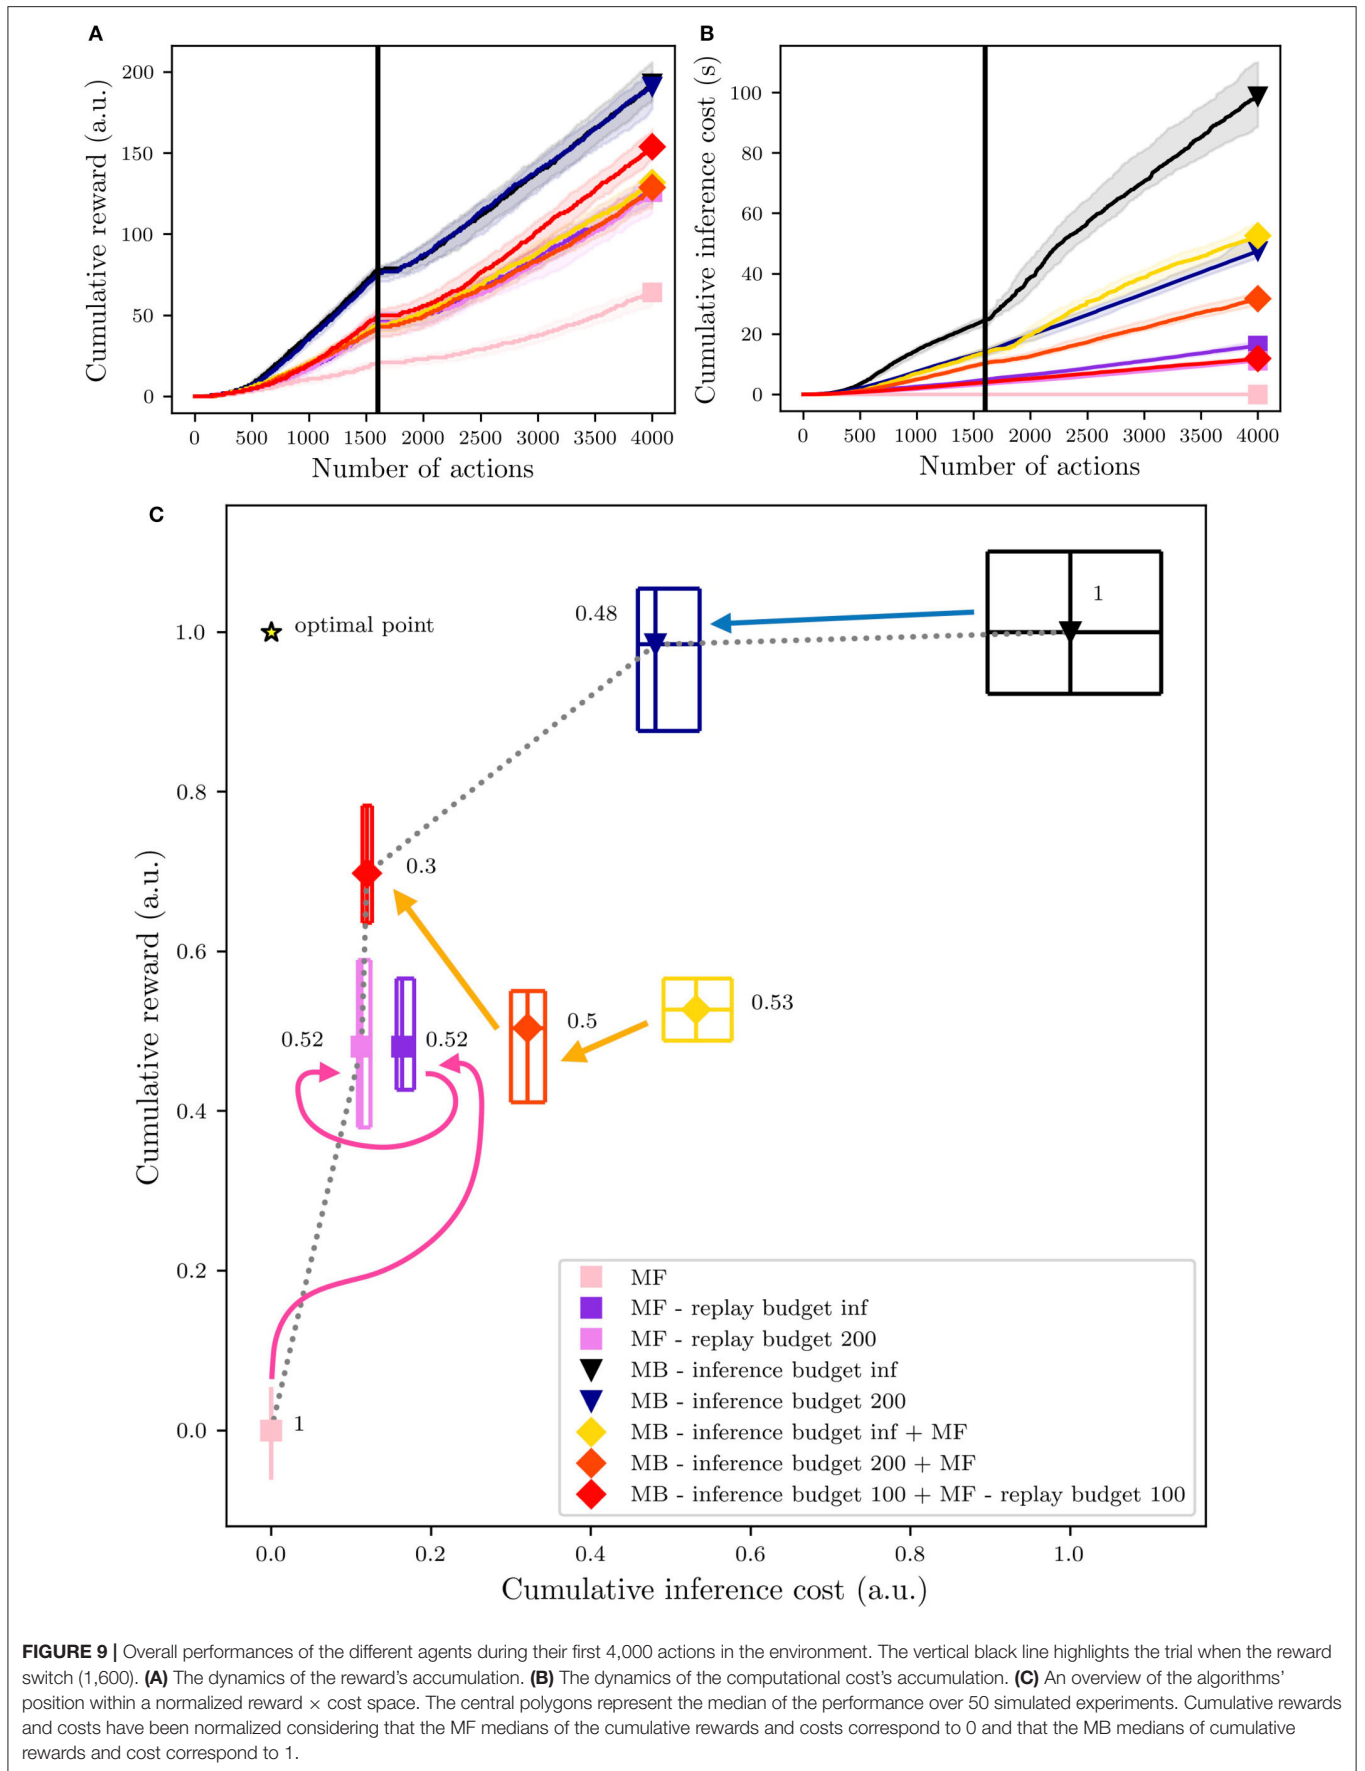 A
B
Cumulative reward (a.u.)
200
150
100
50
0
0 500 1000 1500 2000 2500 3000 3500 4000
Number of actions
Cumulative inference cost (s)
100
80
60
40
20
0
0 500 1000 1500 2000 2500 3000 3500 4000
Number of actions
C
Cumulative reward (a.u.)
1.0
0.8
0.6
0.4
0.2
0.0
optimal point
0.48
1
0.3
0.52
0.52
0.5
0.53
1
MF
MF - replay budget inf
MF - replay budget 200
MB - inference budget inf
MB - inference budget 200
MB - inference budget inf + MF
MB - inference budget 200 + MF
MB - inference budget 100 + MF - replay budget 100
0.0 0.2 0.4 0.6 0.8 1.0
Cumulative inference cost (a.u.)
FIGURE 9 | Overall performances of the different agents during their first 4,000 actions in the environment. The vertical black line highlights the trial when the reward
switch (1,600). (A) The dynamics of the reward's accumulation. (B) The dynamics of the computational cost's accumulation. (C) An overview of the algorithms'
position within a normalized reward × cost space. The central polygons represent the median of the performance over 50 simulated experiments. Cumulative rewards
and costs have been normalized considering that the MF medians of the cumulative rewards and costs correspond to 0 and that the MB medians of cumulative
rewards and cost correspond to 1.